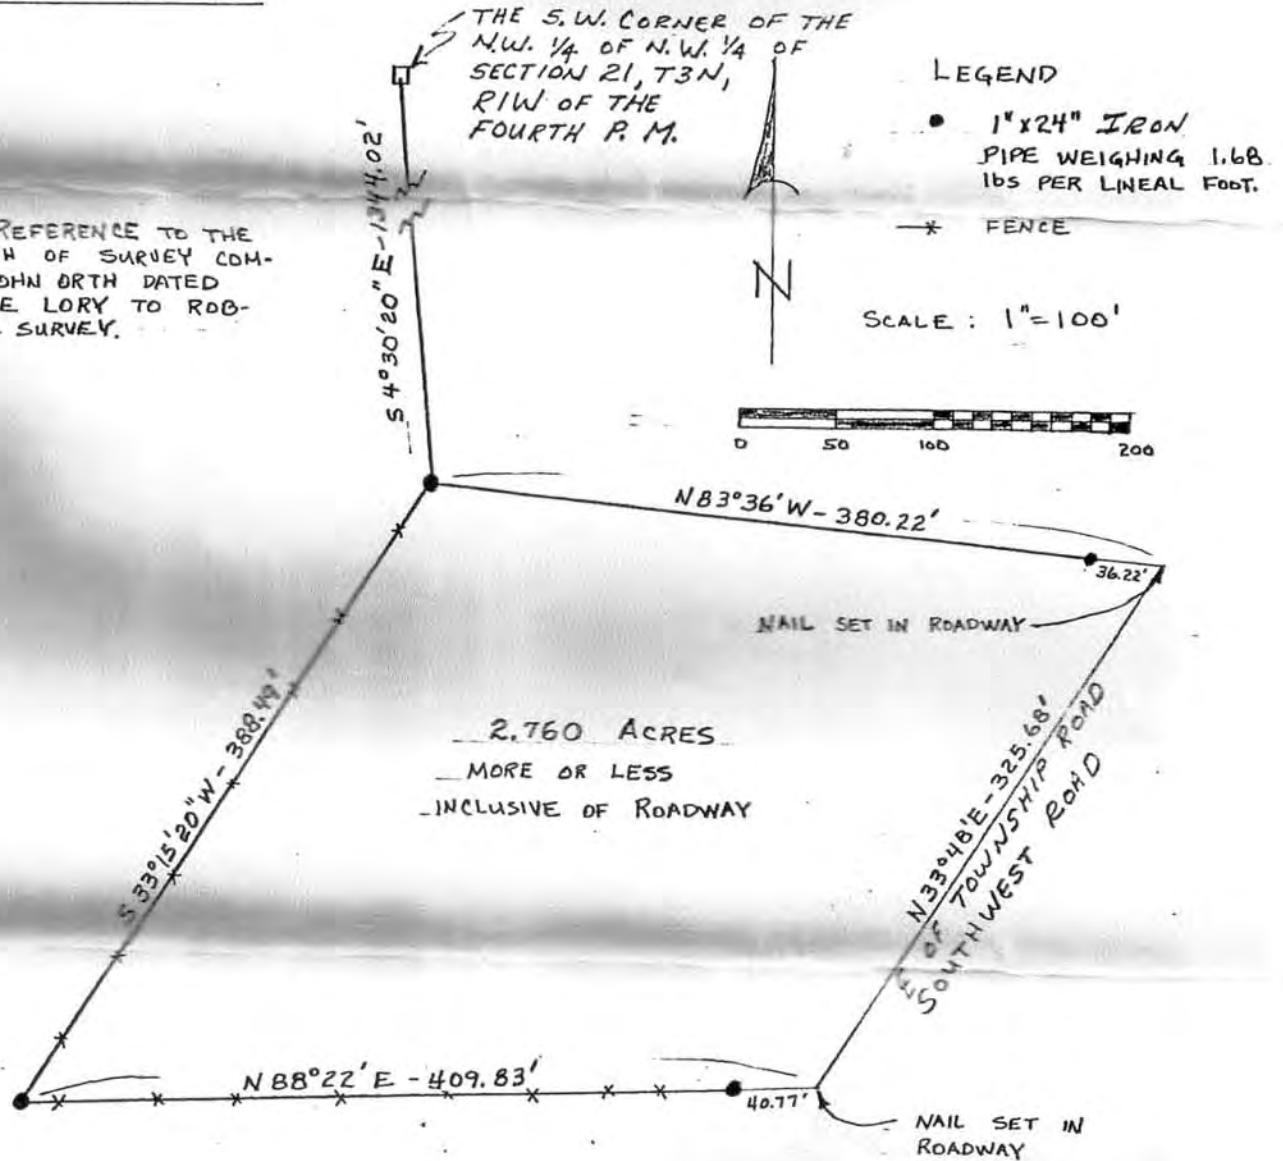 THE S.W. CORNER OF THE
N.W. 1/4 OF N.W. 1/4 OF
SECTION 21, T3N,
R1W OF THE
FOURTH P.M.
LEGEND
1"x24" IRON
PIPE WEIGHING 1.68
lbs PER LINEAL FOOT.
FENCE
SCALE : 1"=100'
N
0 50 100 200
REFERENCE TO THE
H OF SURVEY COM-
OHN ORTH DATED
E LORY TO ROB-
SURVEY.
S 4°30'20" E - 1344.02'
N 83°36' W - 380.22'
36.22'
NAIL SET IN ROADWAY
S 33°15'20" W - 388.49'
2.760 ACRES
MORE OR LESS
INCLUSIVE OF ROADWAY
N 33°48' E - 325.68'
℄ OF TOWNSHIP ROAD
SOUTHWEST ROAD
N 88°22' E - 409.83'
40.77'
NAIL SET IN
ROADWAY